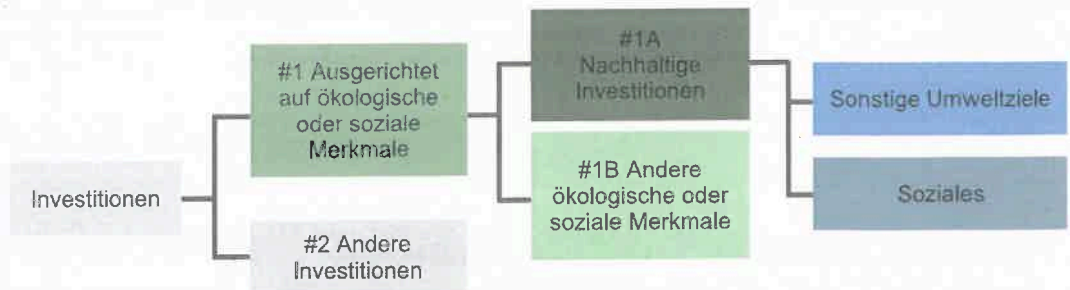 Investitionen
#1 Ausgerichtet
auf ökologische
oder soziale
Merkmale
#2 Andere
Investitionen
#1A
Nachhaltige
Investitionen
#1B Andere
ökologische oder
soziale Merkmale
Sonstige Umweltziele
Soziales